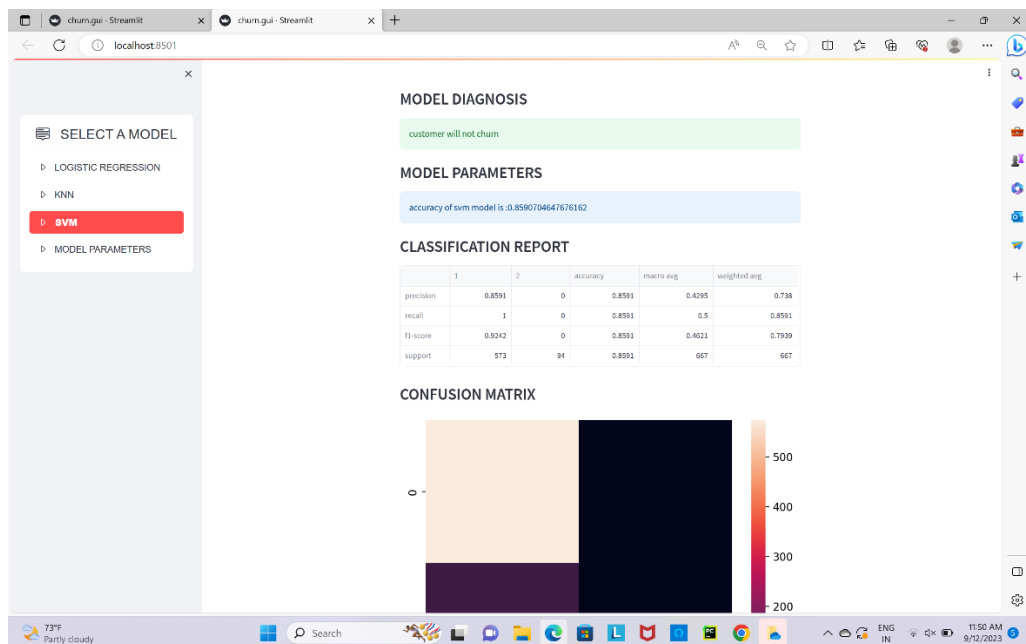 churn.gui · Streamlit
churn.gui · Streamlit
localhost:8501
SELECT A MODEL
LOGISTIC REGRESSION
KNN
SVM
MODEL PARAMETERS
MODEL DIAGNOSIS
customer will not churn
MODEL PARAMETERS
accuracy of svm model is :0.8590704647676162
CLASSIFICATION REPORT
1 2 accuracy macro avg weighted avg
precision 0.8591 0 0.8591 0.4295 0.738
recall 1 0 0.8591 0.5 0.8591
f1-score 0.9242 0 0.8591 0.4621 0.7939
support 573 94 0.8591 667 667
CONFUSION MATRIX
0
500
400
300
200
73°F
Partly cloudy
Search
ENG
IN
11:50 AM
9/12/2023
5